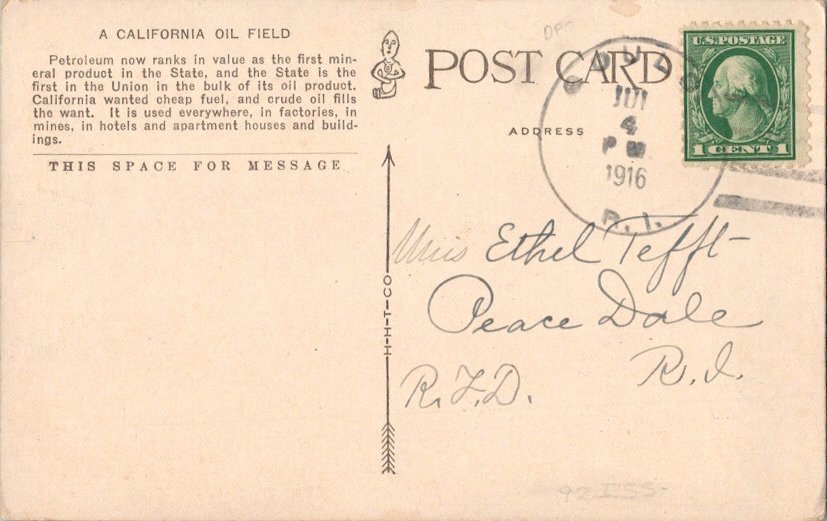 A CALIFORNIA OIL FIELD
Petroleum now ranks in value as the first min-
eral product in the State, and the State is the
first in the Union in the bulk of its oil product.
California wanted cheap fuel, and crude oil fills
the want. It is used everywhere, in factories, in
mines, in hotels and apartment houses and build-
ings.
THIS SPACE FOR MESSAGE
H-H-T-CO
POST CARD
ADDRESS
4
PM
1916
R.I.
U.S. POSTAGE
1 CENT 1
Miss Ethel Tefft
Peace Dale
R.I.
R.F.D.